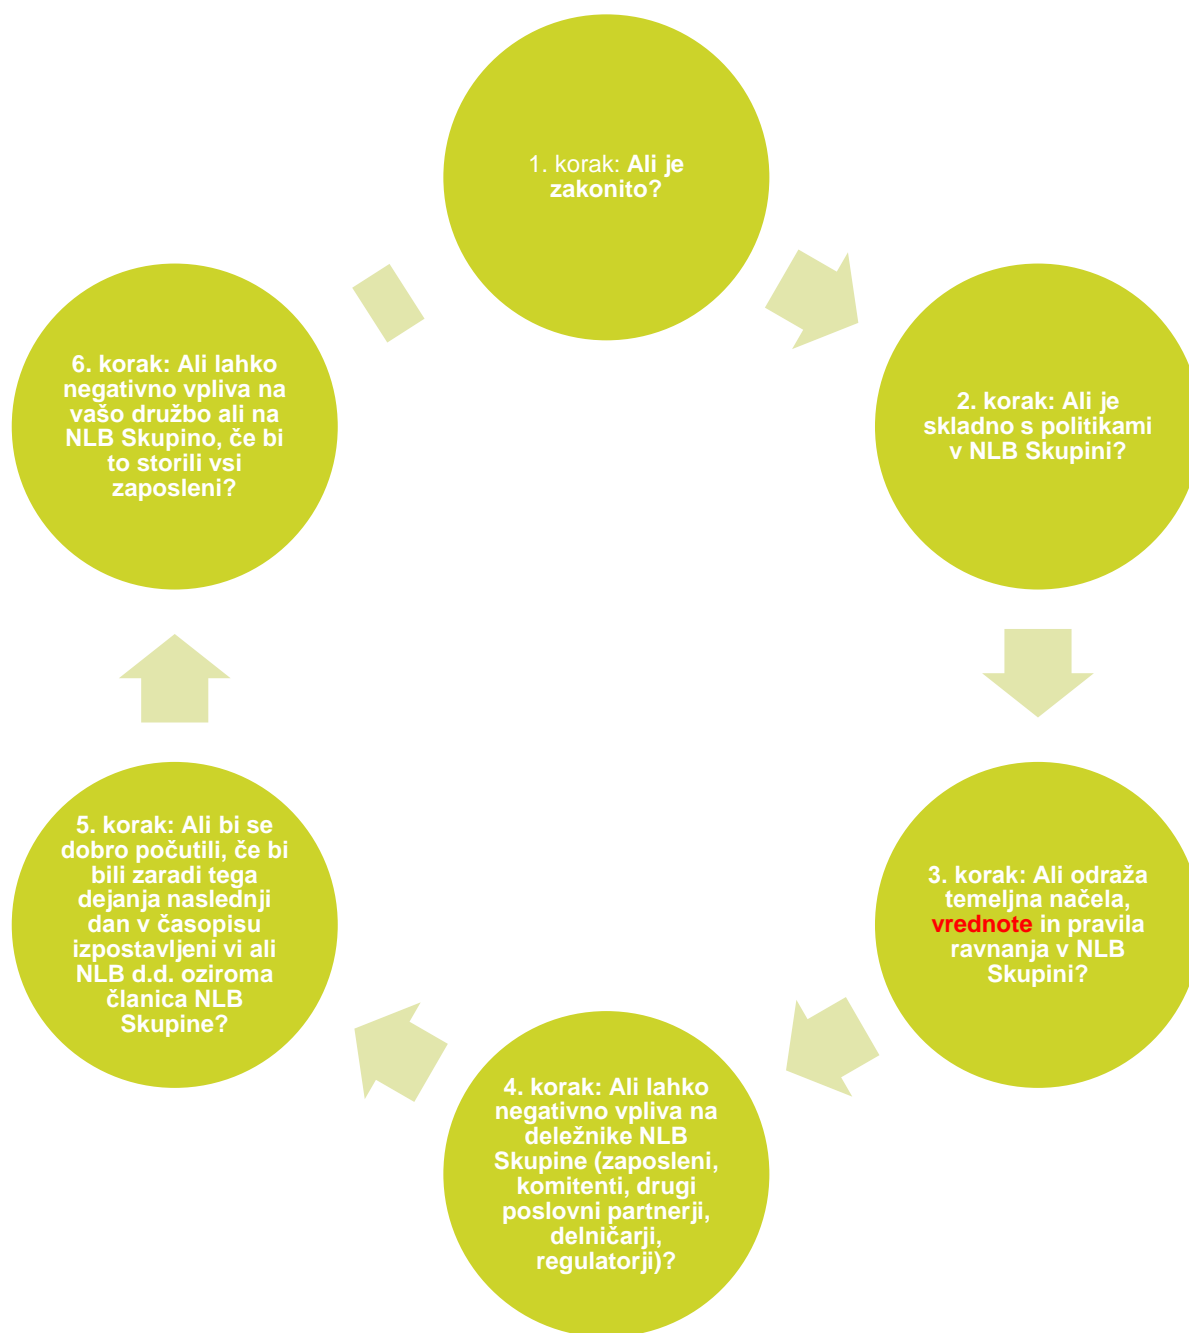 1. korak: Ali je
zakonito?
2. korak: Ali je
skladno s politikami
v NLB Skupini?
3. korak: Ali odraža
temeljna načela,
vrednote in pravila
ravnanja v NLB
Skupini?
4. korak: Ali lahko
negativno vpliva na
deležnike NLB
Skupine (zaposleni,
komitenti, drugi
poslovni partnerji,
delničarji,
regulatorji)?
5. korak: Ali bi se
dobro počutili, če bi
bili zaradi tega
dejanja naslednji
dan v časopisu
izpostavljeni vi ali
NLB d.d. oziroma
članica NLB
Skupine?
6. korak: Ali lahko
negativno vpliva na
vašo družbo ali na
NLB Skupino, če bi
to storili vsi
zaposleni?